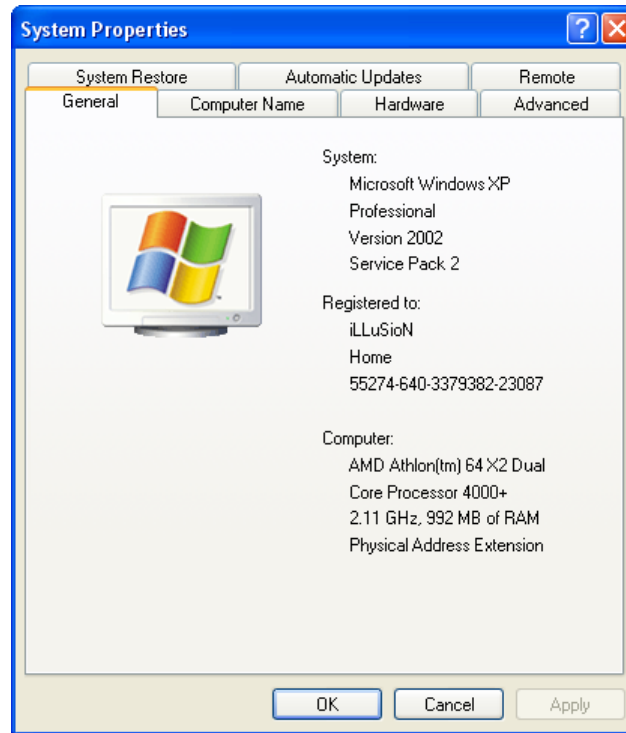 System Properties
System Restore
Automatic Updates
Remote
General
Computer Name
Hardware
Advanced
System:
Microsoft Windows XP
Professional
Version 2002
Service Pack 2
Registered to:
iLLuSioN
Home
55274-640-3379382-23087
Computer:
AMD Athlon(tm) 64 X2 Dual
Core Processor 4000+
2.11 GHz, 992 MB of RAM
Physical Address Extension
OK
Cancel
Apply